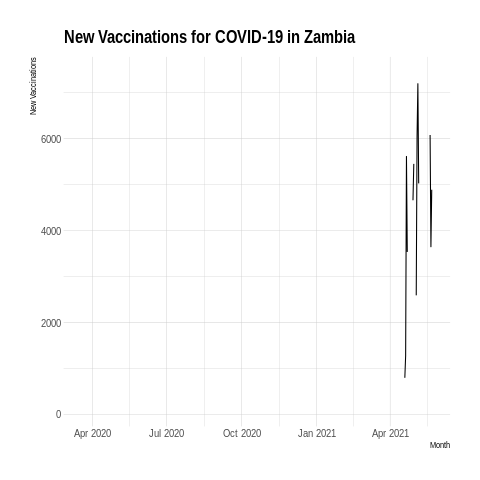 New Vaccinations for COVID-19 in Zambia
New Vaccinations
6000
4000
2000
0
Apr 2020
Jul 2020
Oct 2020
Jan 2021
Apr 2021
Month